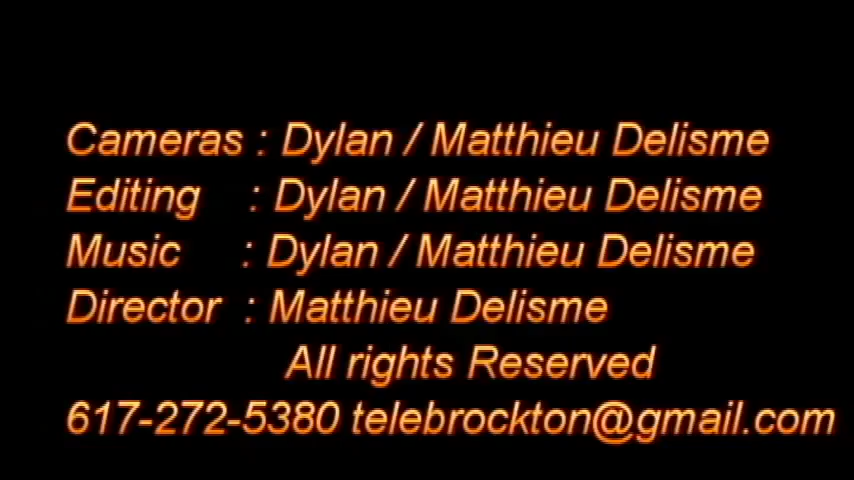 Cameras : Dylan / Matthieu Delisme
Editing : Dylan / Matthieu Delisme
Music : Dylan / Matthieu Delisme
Director : Matthieu Delisme
All rights Reserved
617-272-5380 telebrockton@gmail.com